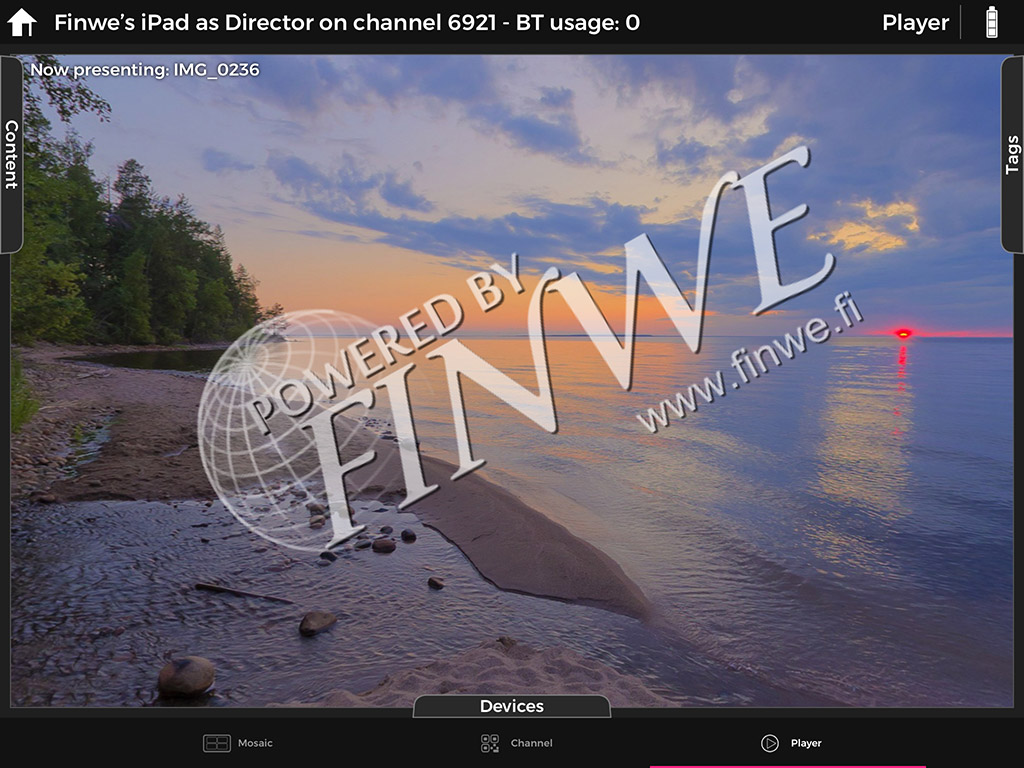 Finwe’s iPad as Director on channel 6921 - BT usage: 0
Player
Now presenting: IMG_0236
Content
Tags
POWERED BY
FINWE
www.finwe.fi
Devices
Mosaic
Channel
Player